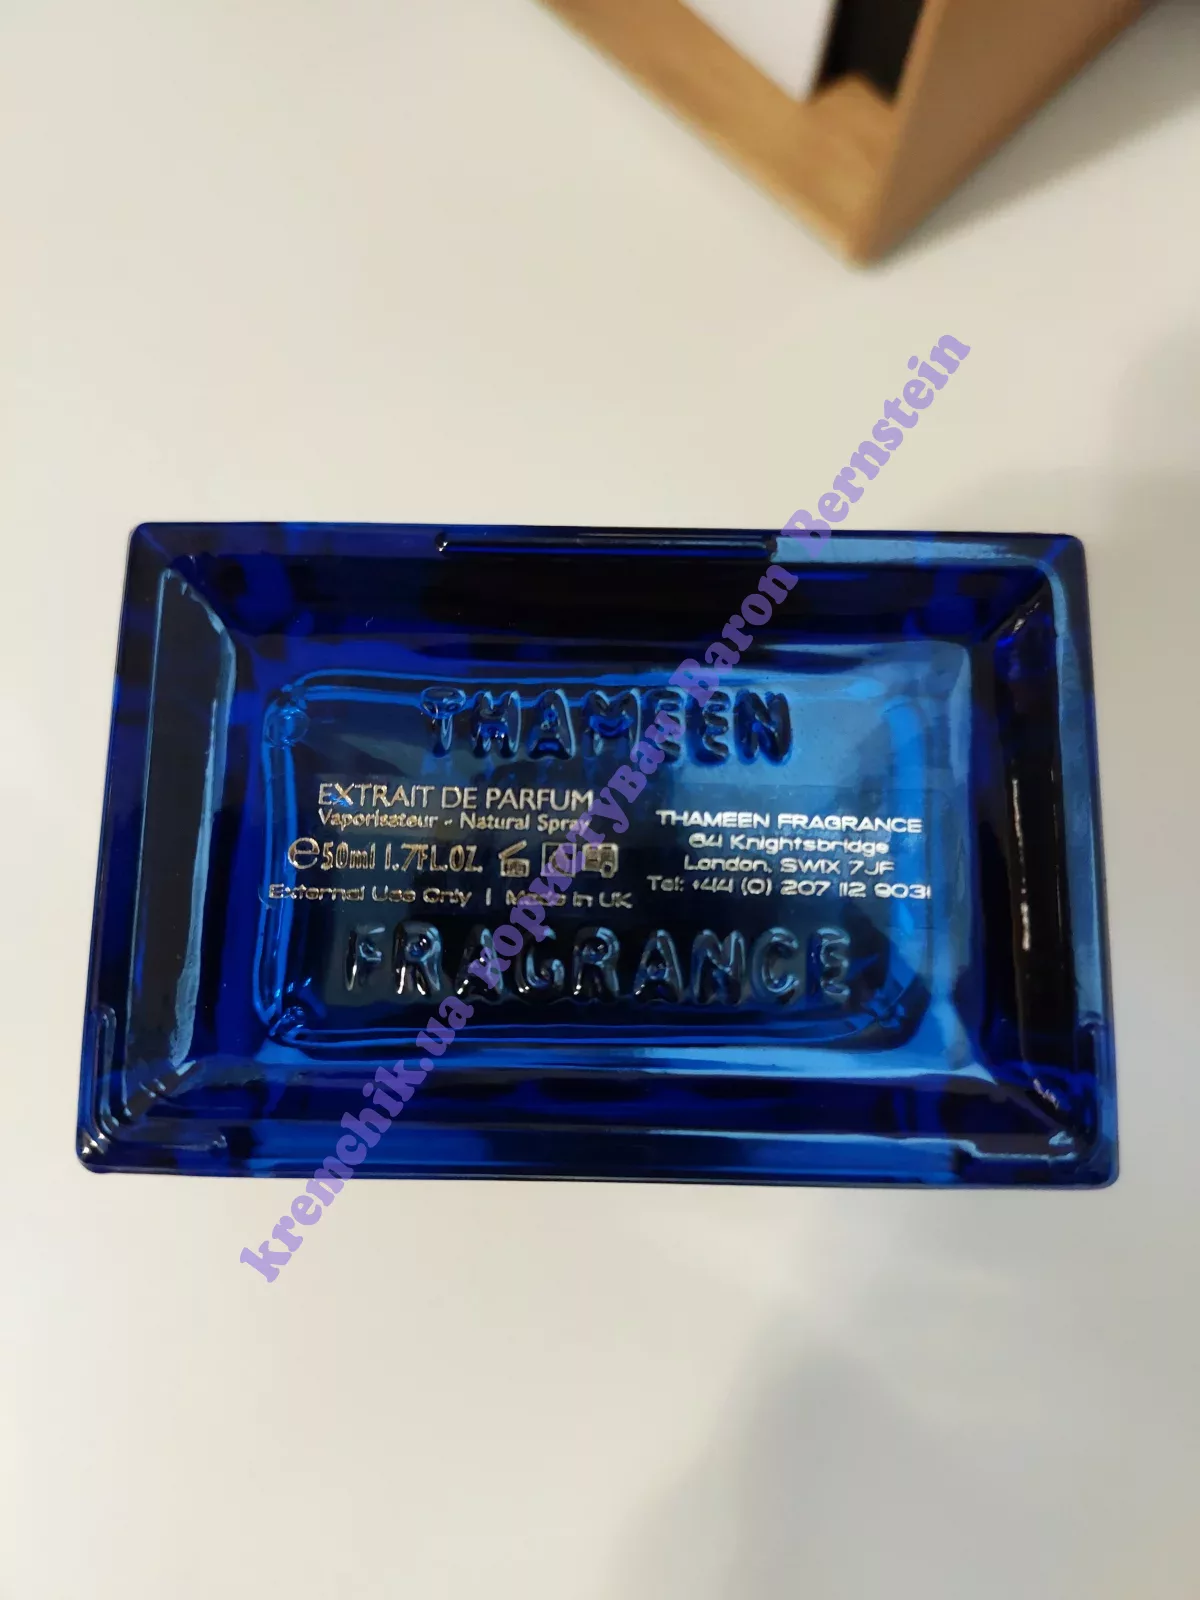 THAMEEN
EXTRAIT DE PARFUM
Vaporisateur - Natural Spray
℮50ml 1.7FL.OZ.
External Use Only | Made in UK
THAMEEN FRAGRANCE
64 Knightsbridge
London, SW1X 7JF
Tel: +44 (0) 207 112 9031
FRAGRANCE
kremchik.ua користувач Baron Bernstein